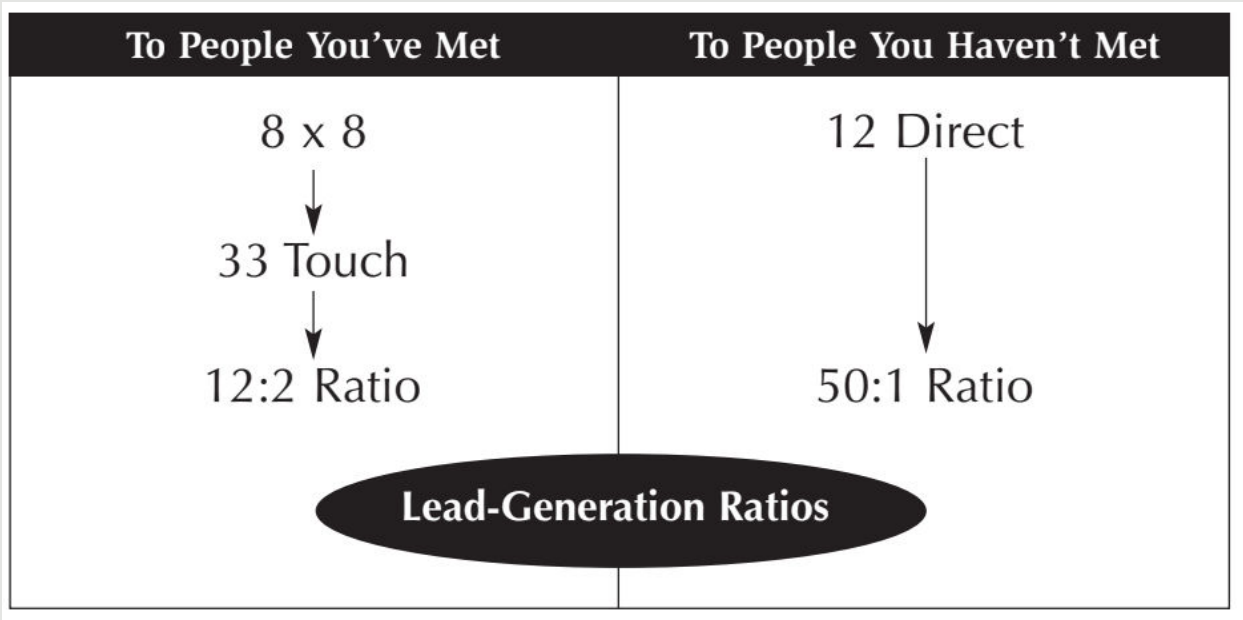 To People You've Met
To People You Haven't Met
8 x 8
33 Touch
12:2 Ratio
12 Direct
50:1 Ratio
Lead-Generation Ratios